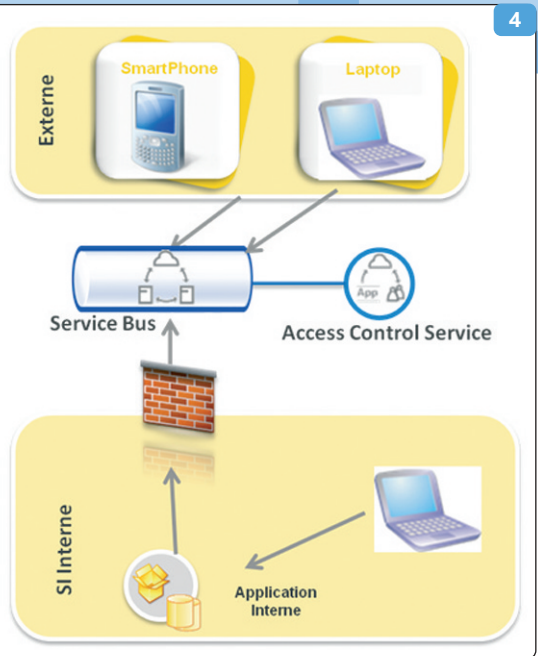 4
SmartPhone
Laptop
Externe
App
Service Bus
Access Control Service
SI Interne
Application
Interne